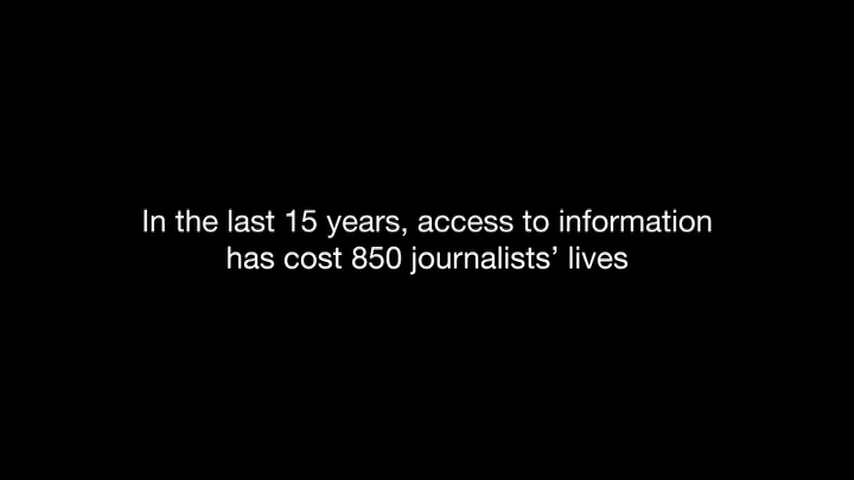 In the last 15 years, access to information
has cost 850 journalists’ lives